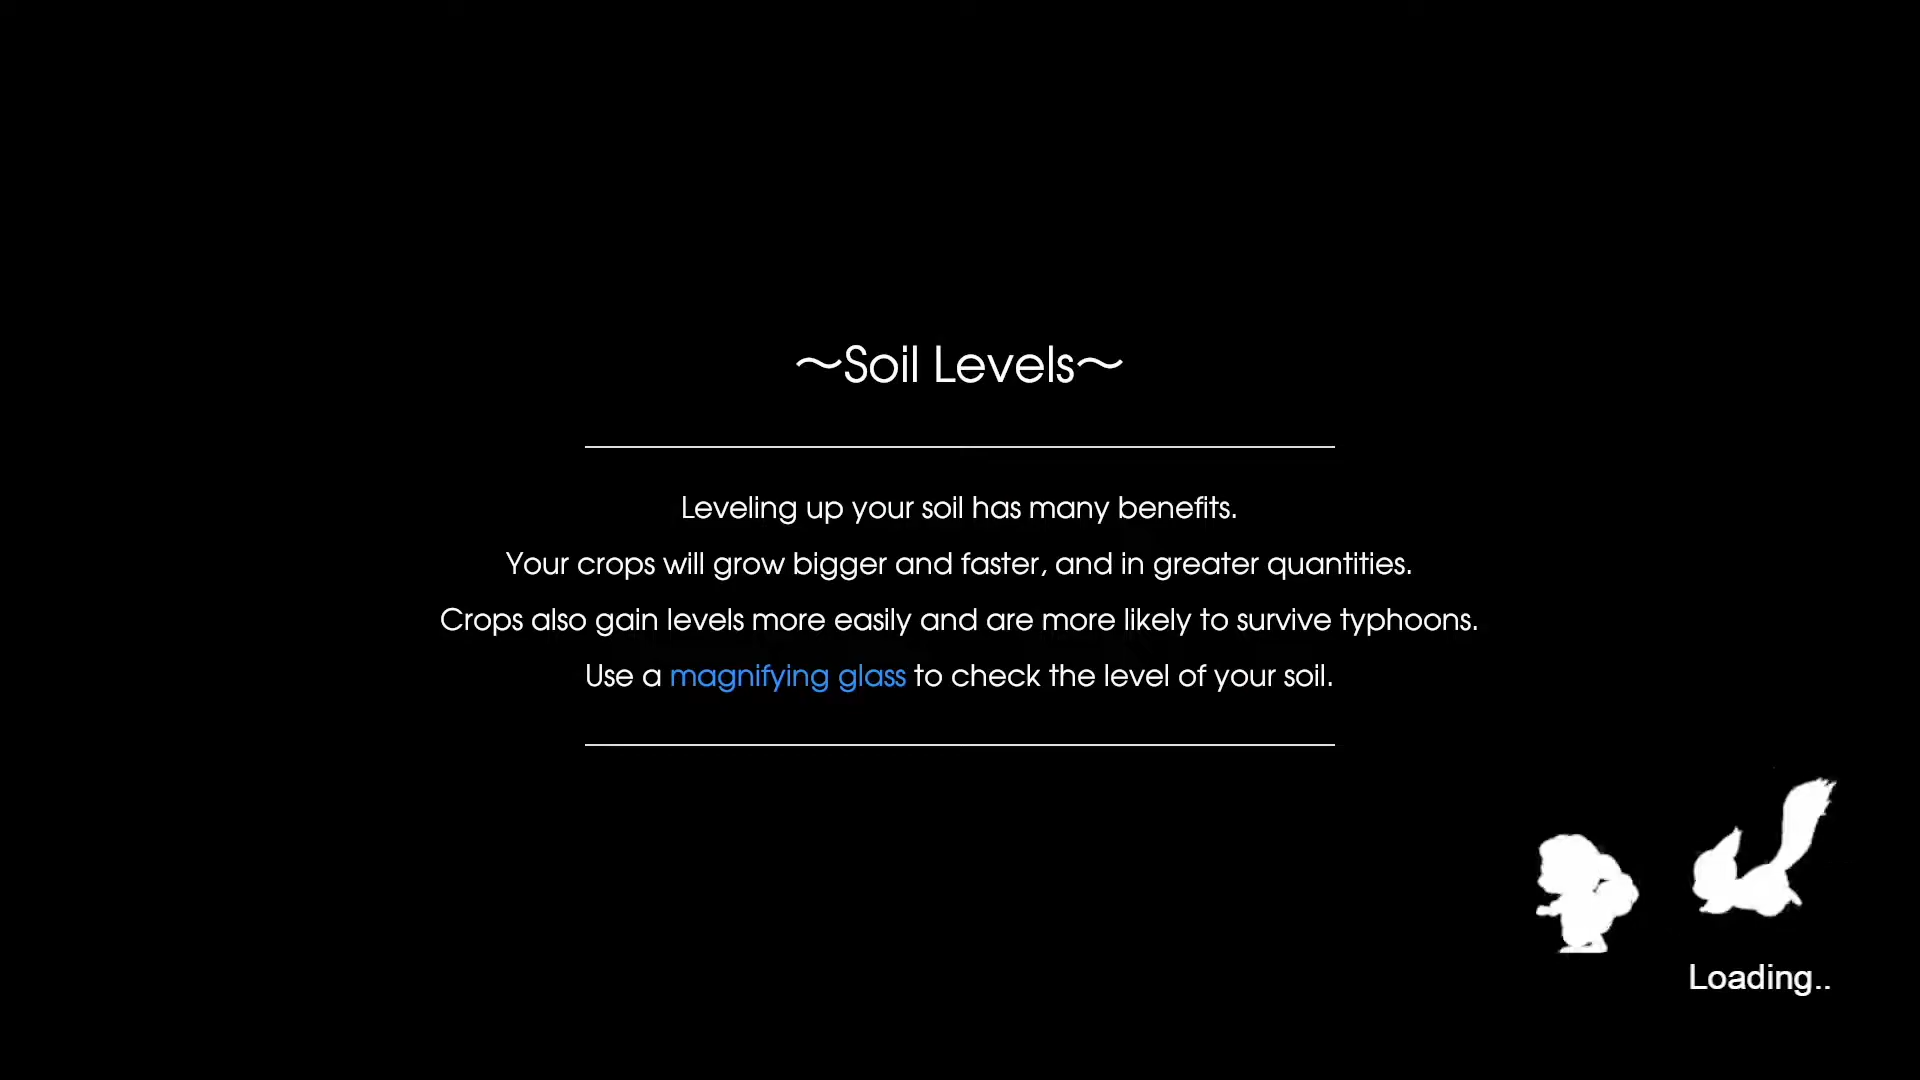 ～Soil Levels～
Leveling up your soil has many benefits.
Your crops will grow bigger and faster, and in greater quantities.
Crops also gain levels more easily and are more likely to survive typhoons.
Use a magnifying glass to check the level of your soil.
Loading..